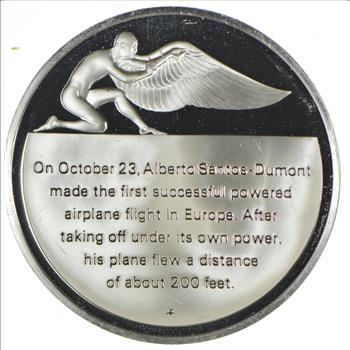 On October 23, Alberto Santos-Dumont
made the first successful powered
airplane flight in Europe. After
taking off under its own power,
his plane flew a distance
of about 200 feet.